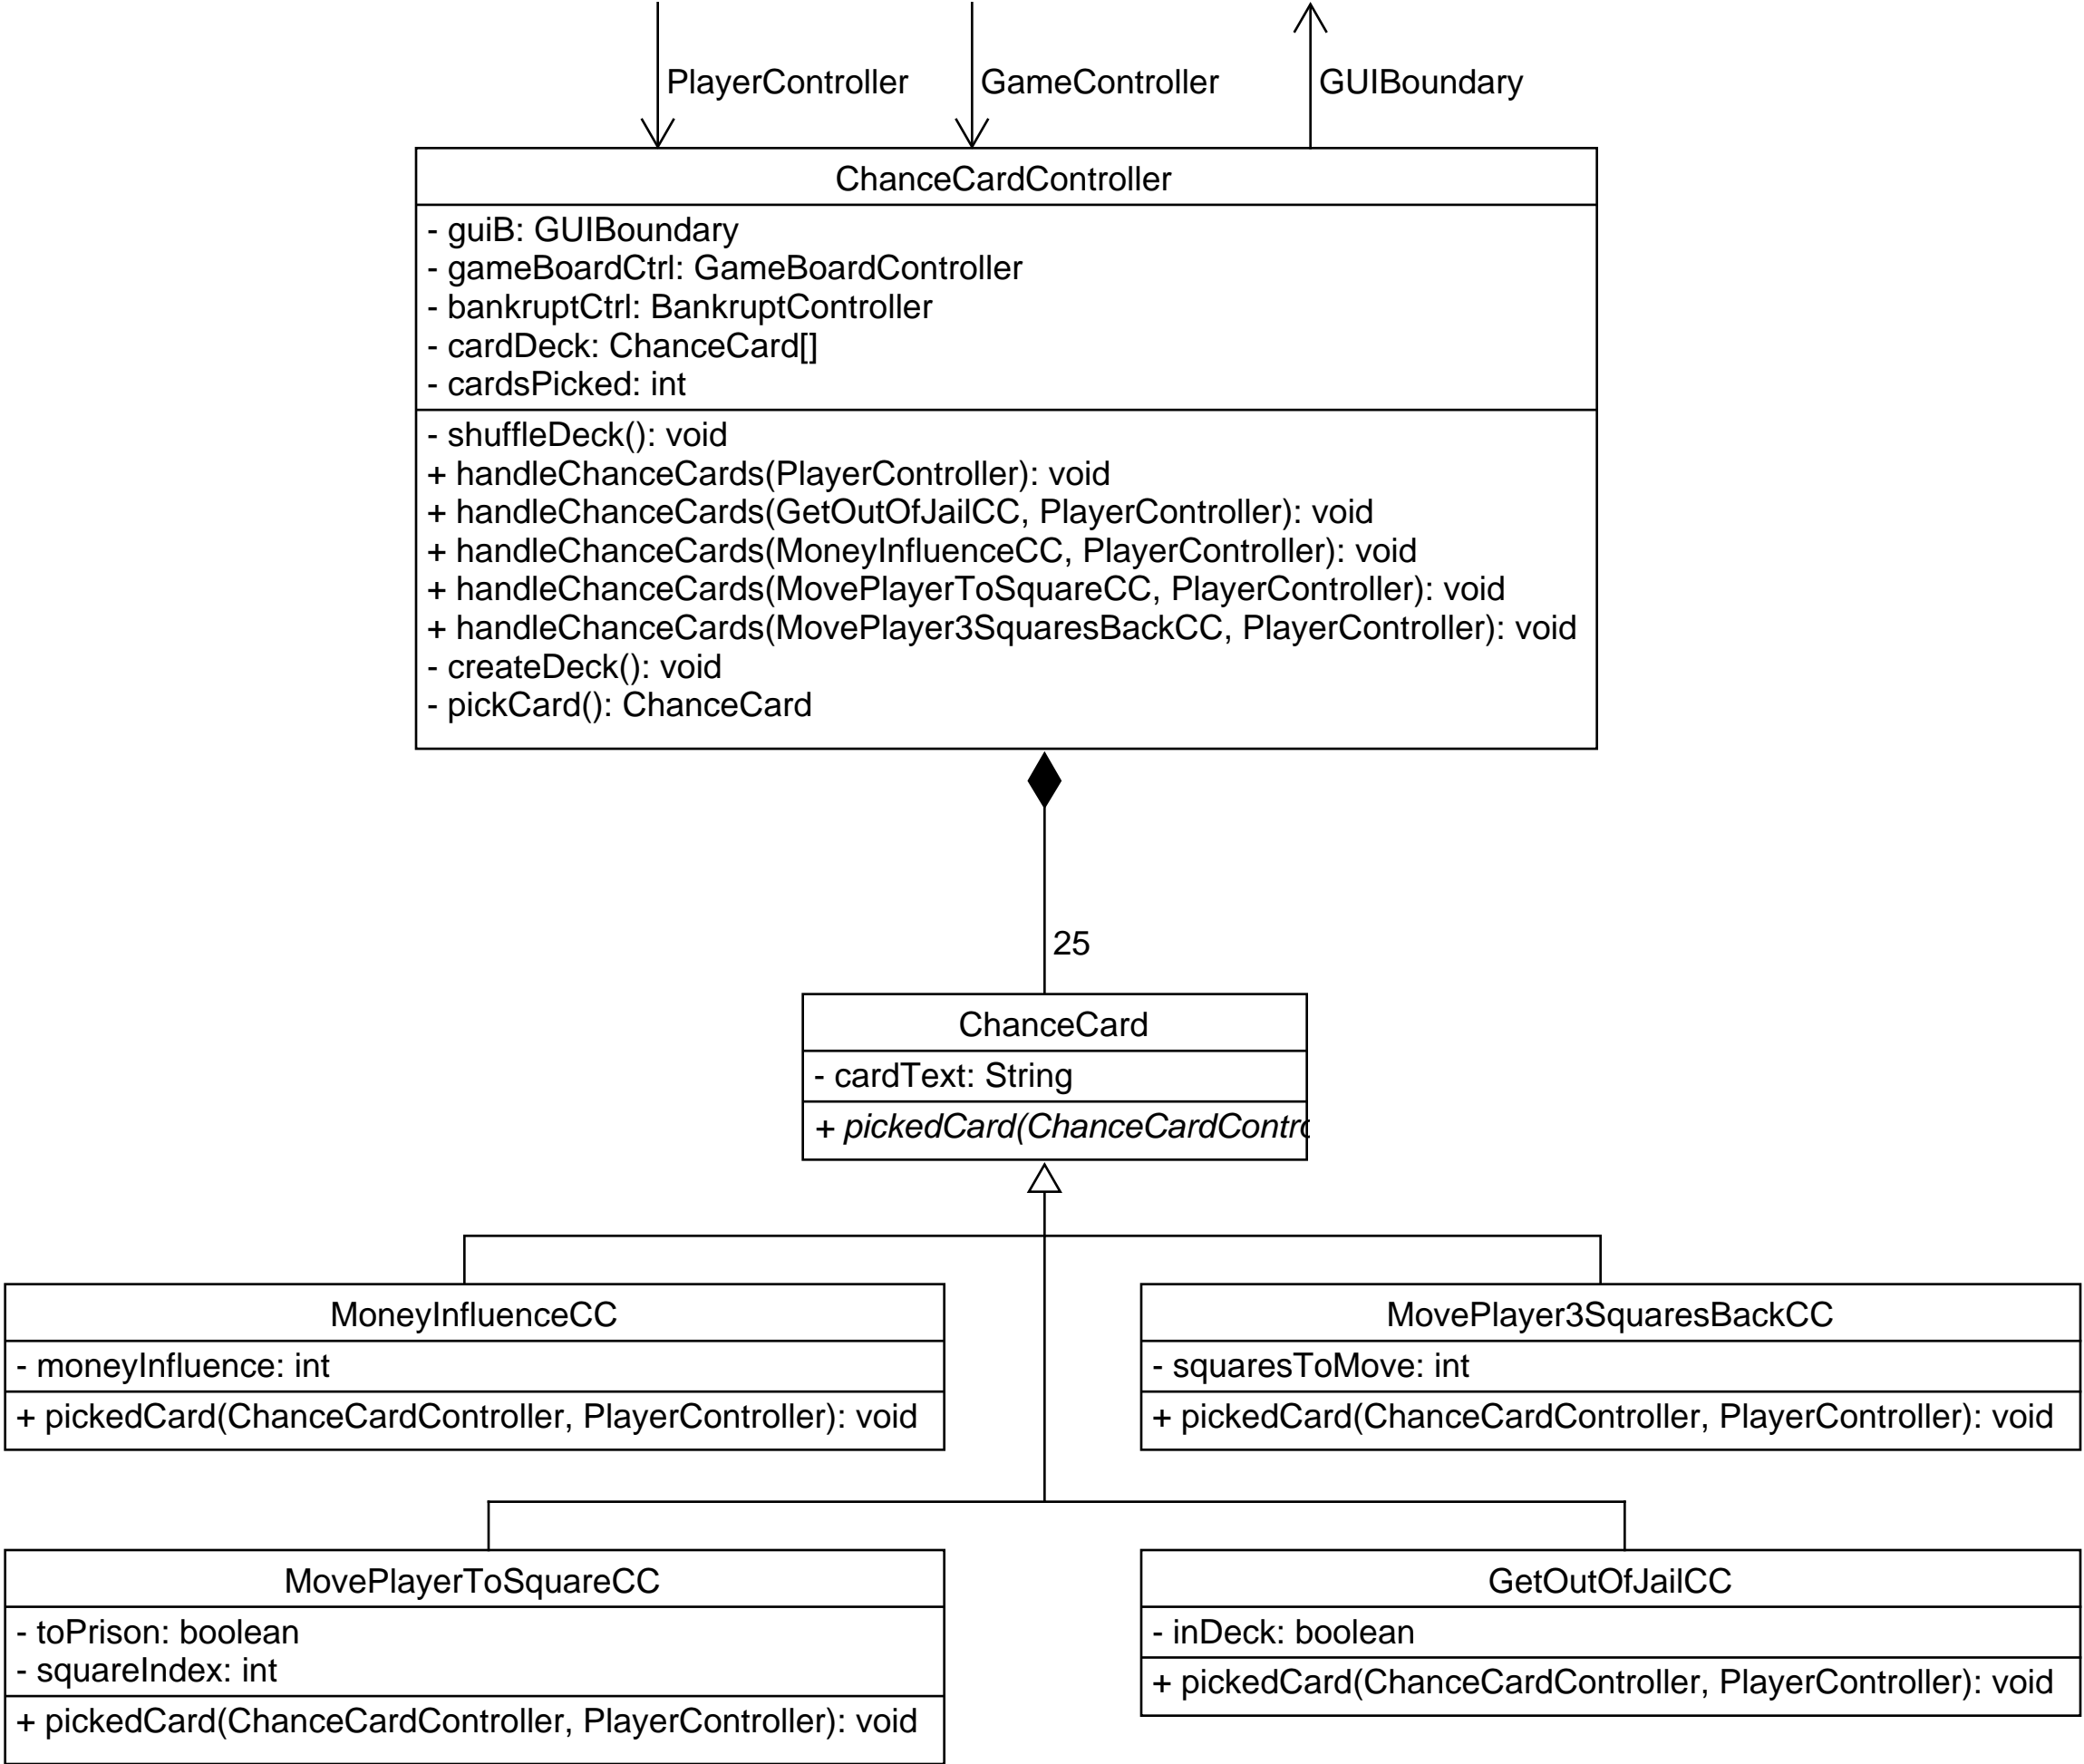 PlayerController
GameController
GUIBoundary
ChanceCardController
- guiB: GUIBoundary
- gameBoardCtrl: GameBoardController
- bankruptCtrl: BankruptController
- cardDeck: ChanceCard[]
- cardsPicked: int
- shuffleDeck(): void
+ handleChanceCards(PlayerController): void
+ handleChanceCards(GetOutOfJailCC, PlayerController): void
+ handleChanceCards(MoneyInfluenceCC, PlayerController): void
+ handleChanceCards(MovePlayerToSquareCC, PlayerController): void
+ handleChanceCards(MovePlayer3SquaresBackCC, PlayerController): void
- createDeck(): void
- pickCard(): ChanceCard
25
ChanceCard
- cardText: String
+ pickedCard(ChanceCardContro
MoneyInfluenceCC
- moneyInfluence: int
+ pickedCard(ChanceCardController, PlayerController): void
MovePlayer3SquaresBackCC
- squaresToMove: int
+ pickedCard(ChanceCardController, PlayerController): void
MovePlayerToSquareCC
- toPrison: boolean
- squareIndex: int
+ pickedCard(ChanceCardController, PlayerController): void
GetOutOfJailCC
- inDeck: boolean
+ pickedCard(ChanceCardController, PlayerController): void